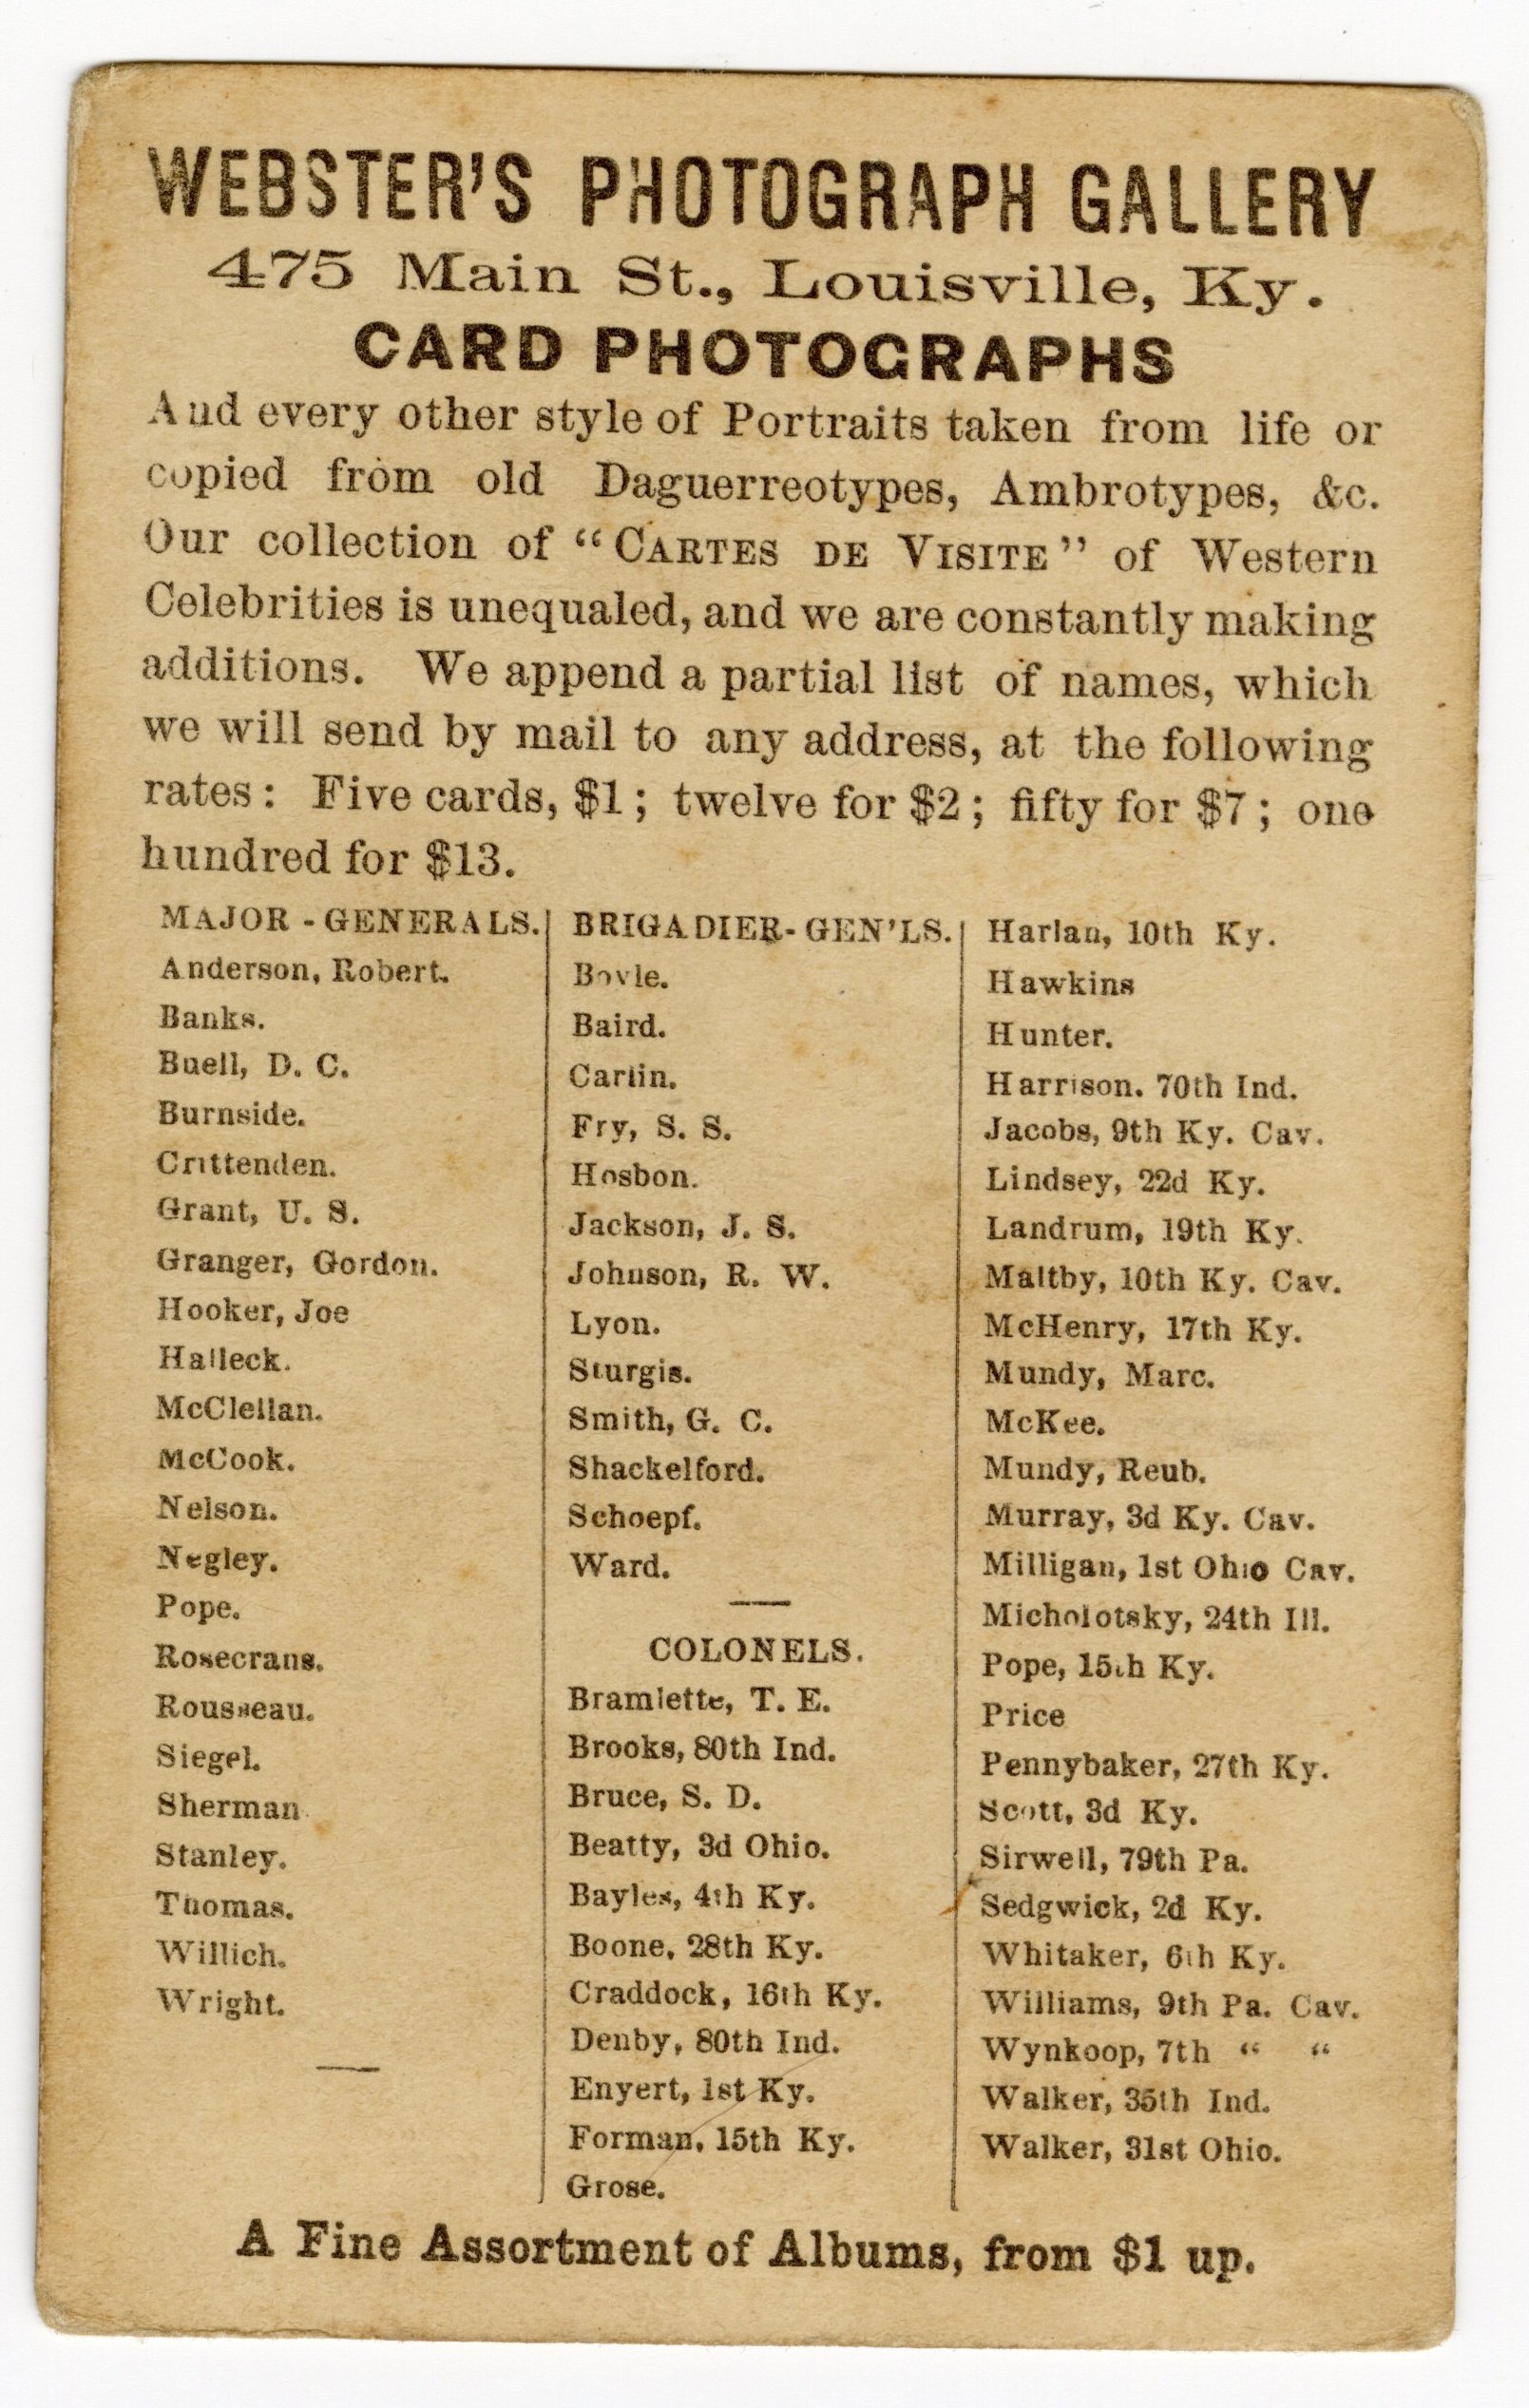 WEBSTER'S PHOTOGRAPH GALLERY
475 Main St., Louisville, Ky.
CARD PHOTOGRAPHS
And every other style of Portraits taken from life or
copied from old Daguerreotypes, Ambrotypes, &c.
Our collection of "CARTES DE VISITE" of Western
Celebrities is unequaled, and we are constantly making
additions. We append a partial list of names, which
we will send by mail to any address, at the following
rates: Five cards, $1; twelve for $2; fifty for $7; one
hundred for $13.
MAJOR-GENERALS.
Anderson, Robert.
Banks.
Buell, D. C.
Burnside.
Crittenden.
Grant, U. S.
Granger, Gordon.
Hooker, Joe
Halleck.
McClellan.
McCook.
Nelson.
Negley.
Pope.
Rosecrans.
Rousseau.
Siegel.
Sherman
Stanley.
Thomas.
Willich.
Wright.
BRIGADIER-GEN'LS.
Boyle.
Baird.
Carlin.
Fry, S. S.
Hosbon.
Jackson, J. S.
Johnson, R. W.
Lyon.
Sturgis.
Smith, G. C.
Shackelford.
Schoepf.
Ward.
COLONELS.
Bramlette, T. E.
Brooks, 80th Ind.
Bruce, S. D.
Beatty, 3d Ohio.
Bayles, 4th Ky.
Boone, 28th Ky.
Craddock, 16th Ky.
Denby, 80th Ind.
Enyert, 1st Ky.
Forman, 15th Ky.
Grose.
Harlan, 10th Ky.
Hawkins
Hunter.
Harrison. 70th Ind.
Jacobs, 9th Ky. Cav.
Lindsey, 22d Ky.
Landrum, 19th Ky.
Maltby, 10th Ky. Cav.
McHenry, 17th Ky.
Mundy, Marc.
McKee.
Mundy, Reub.
Murray, 3d Ky. Cav.
Milligan, 1st Ohio Cav.
Micholotsky, 24th Ill.
Pope, 15th Ky.
Price
Pennybaker, 27th Ky.
Scott, 3d Ky.
Sirwell, 79th Pa.
Sedgwick, 2d Ky.
Whitaker, 6th Ky.
Williams, 9th Pa. Cav.
Wynkoop, 7th " "
Walker, 35th Ind.
Walker, 31st Ohio.
A Fine Assortment of Albums, from $1 up.